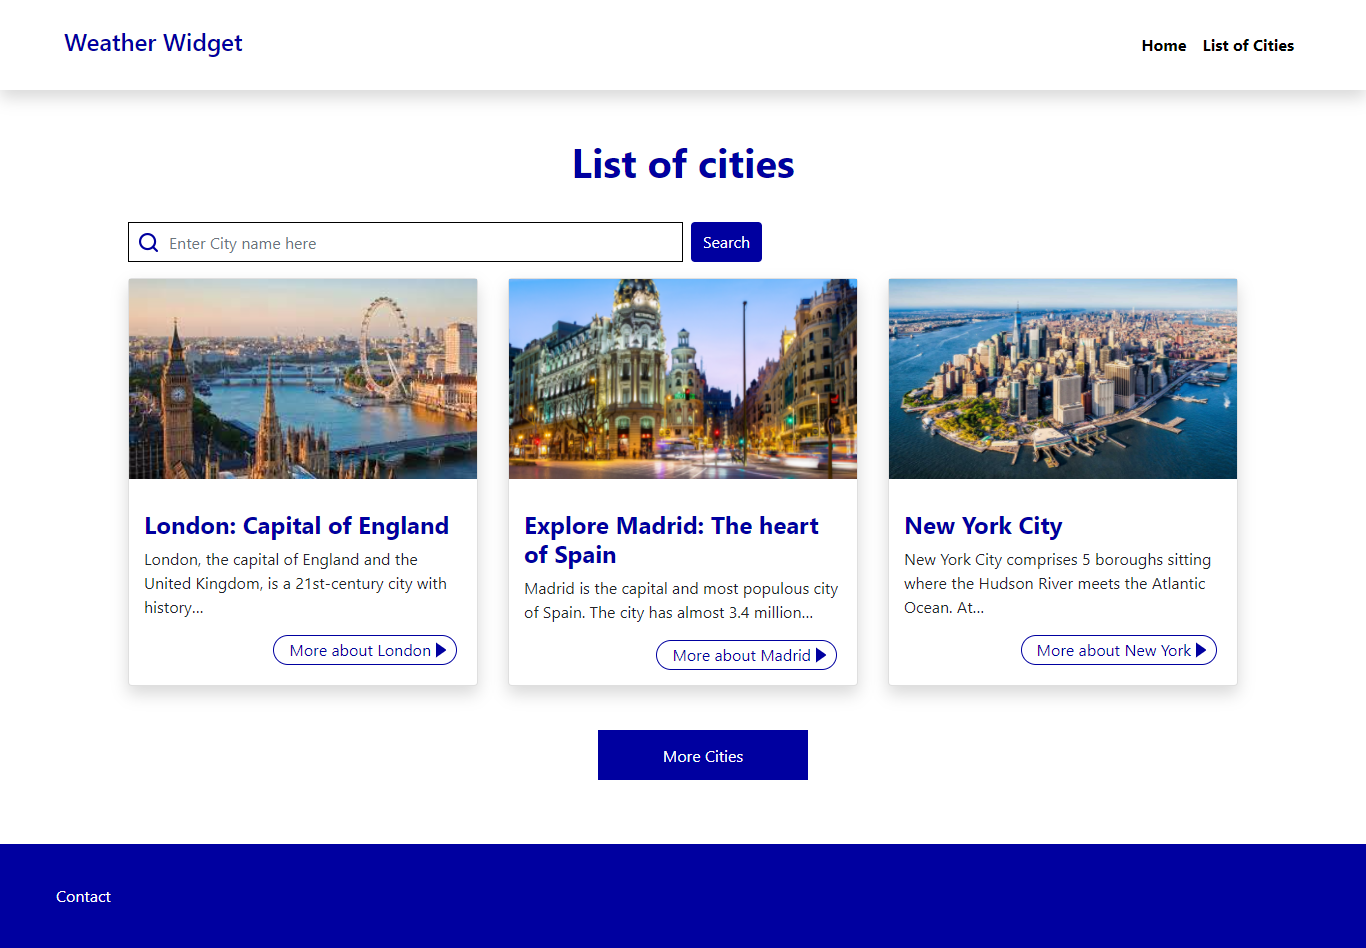 Weather Widget
Home
List of Cities
List of cities
Enter City name here
Search
London: Capital of England
London, the capital of England and the
United Kingdom, is a 21st-century city with
history...
More about London
Explore Madrid: The heart
of Spain
Madrid is the capital and most populous city
of Spain. The city has almost 3.4 million...
More about Madrid
New York City
New York City comprises 5 boroughs sitting
where the Hudson River meets the Atlantic
Ocean. At...
More about New York
More Cities
Contact